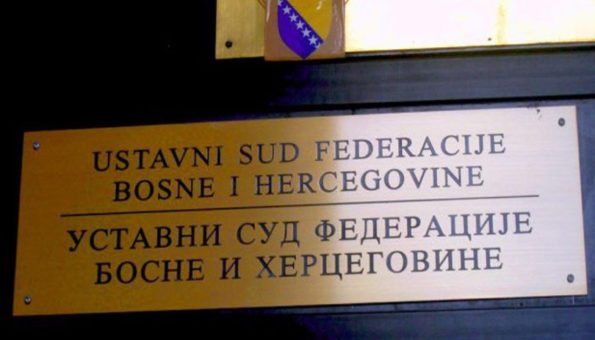 USTAVNI SUD FEDERACIJE
BOSNE I HERCEGOVINE
УСТАВНИ СУД ФЕДЕРАЦИЈЕ
БОСНЕ И ХЕРЦЕГОВИНЕ